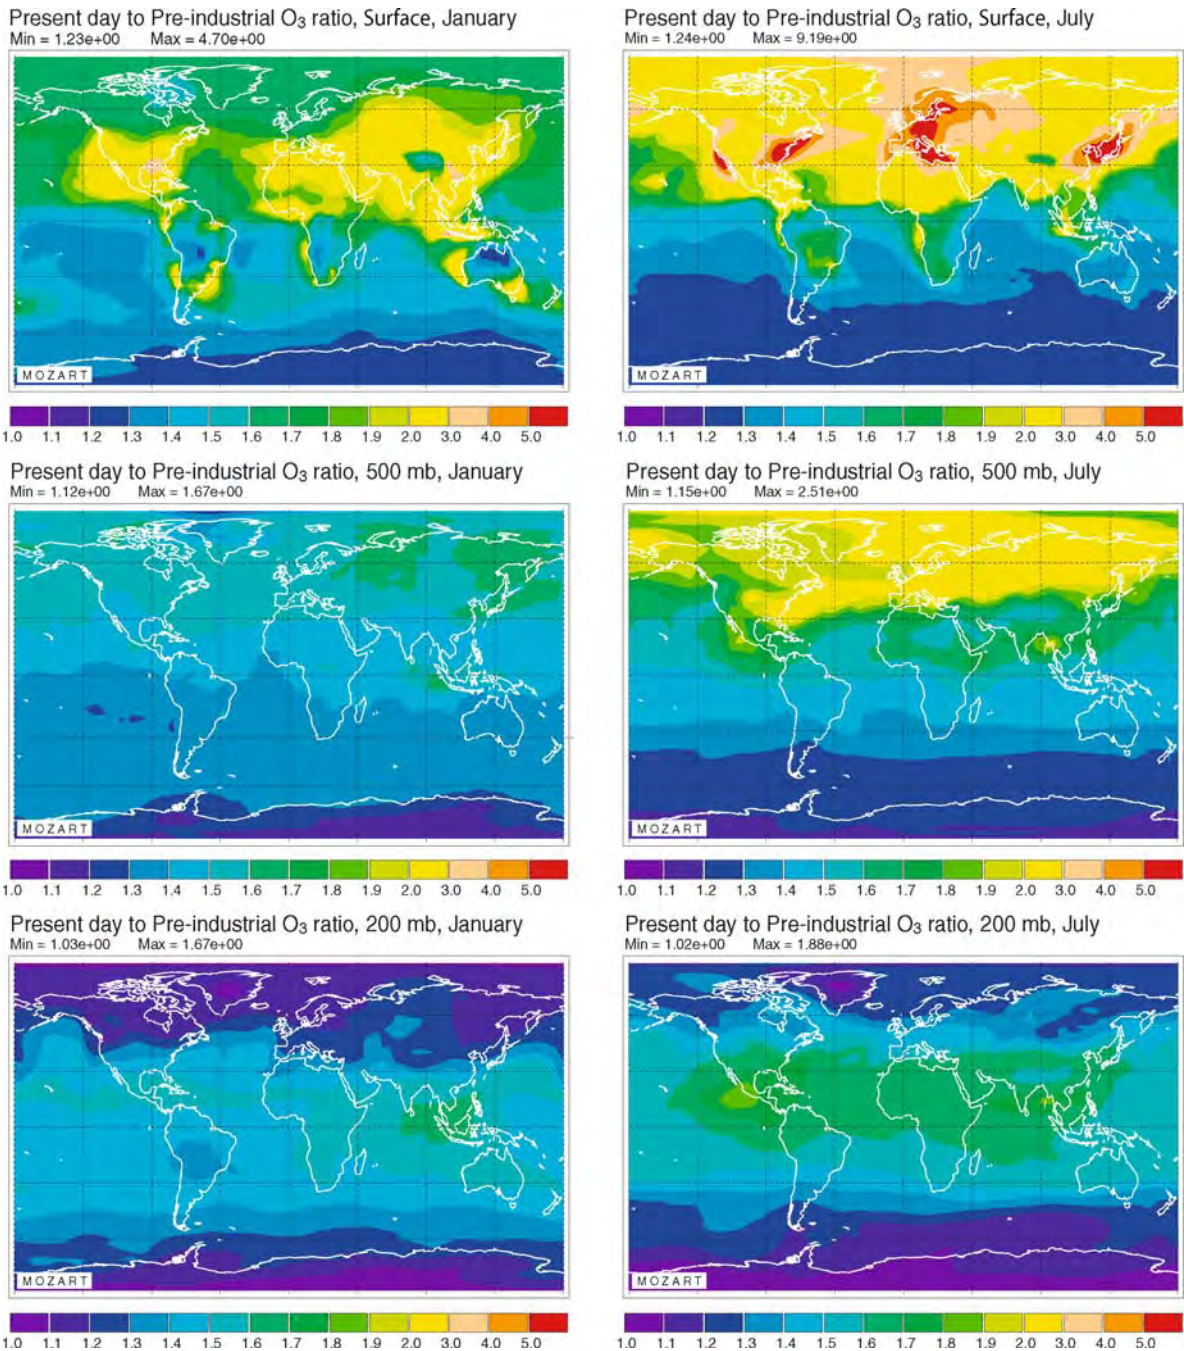 Present day to Pre-industrial O₃ ratio, Surface, January
Min = 1.23e+00 Max = 4.70e+00
MOZART
1.0 1.1 1.2 1.3 1.4 1.5 1.6 1.7 1.8 1.9 2.0 3.0 4.0 5.0
Present day to Pre-industrial O₃ ratio, Surface, July
Min = 1.24e+00 Max = 9.19e+00
MOZART
1.0 1.1 1.2 1.3 1.4 1.5 1.6 1.7 1.8 1.9 2.0 3.0 4.0 5.0
Present day to Pre-industrial O₃ ratio, 500 mb, January
Min = 1.12e+00 Max = 1.67e+00
MOZART
1.0 1.1 1.2 1.3 1.4 1.5 1.6 1.7 1.8 1.9 2.0 3.0 4.0 5.0
Present day to Pre-industrial O₃ ratio, 500 mb, July
Min = 1.15e+00 Max = 2.51e+00
MOZART
1.0 1.1 1.2 1.3 1.4 1.5 1.6 1.7 1.8 1.9 2.0 3.0 4.0 5.0
Present day to Pre-industrial O₃ ratio, 200 mb, January
Min = 1.03e+00 Max = 1.67e+00
MOZART
1.0 1.1 1.2 1.3 1.4 1.5 1.6 1.7 1.8 1.9 2.0 3.0 4.0 5.0
Present day to Pre-industrial O₃ ratio, 200 mb, July
Min = 1.02e+00 Max = 1.88e+00
MOZART
1.0 1.1 1.2 1.3 1.4 1.5 1.6 1.7 1.8 1.9 2.0 3.0 4.0 5.0